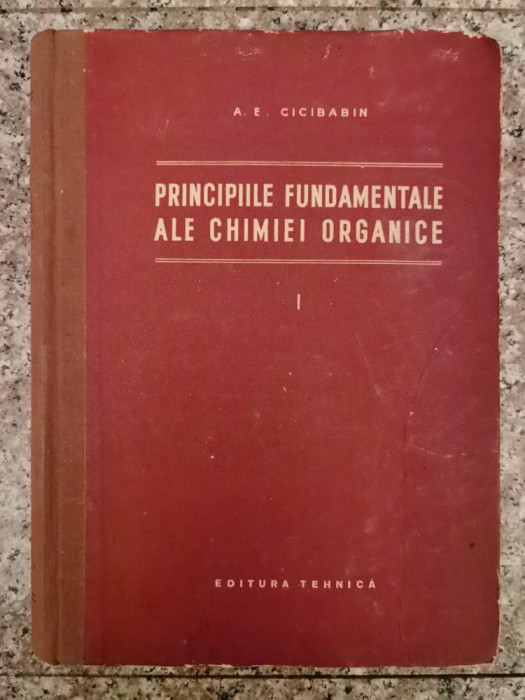 A. E. CICIBABIN
PRINCIPIILE FUNDAMENTALE
ALE CHIMIEI ORGANICE
I
EDITURA TEHNICĂ